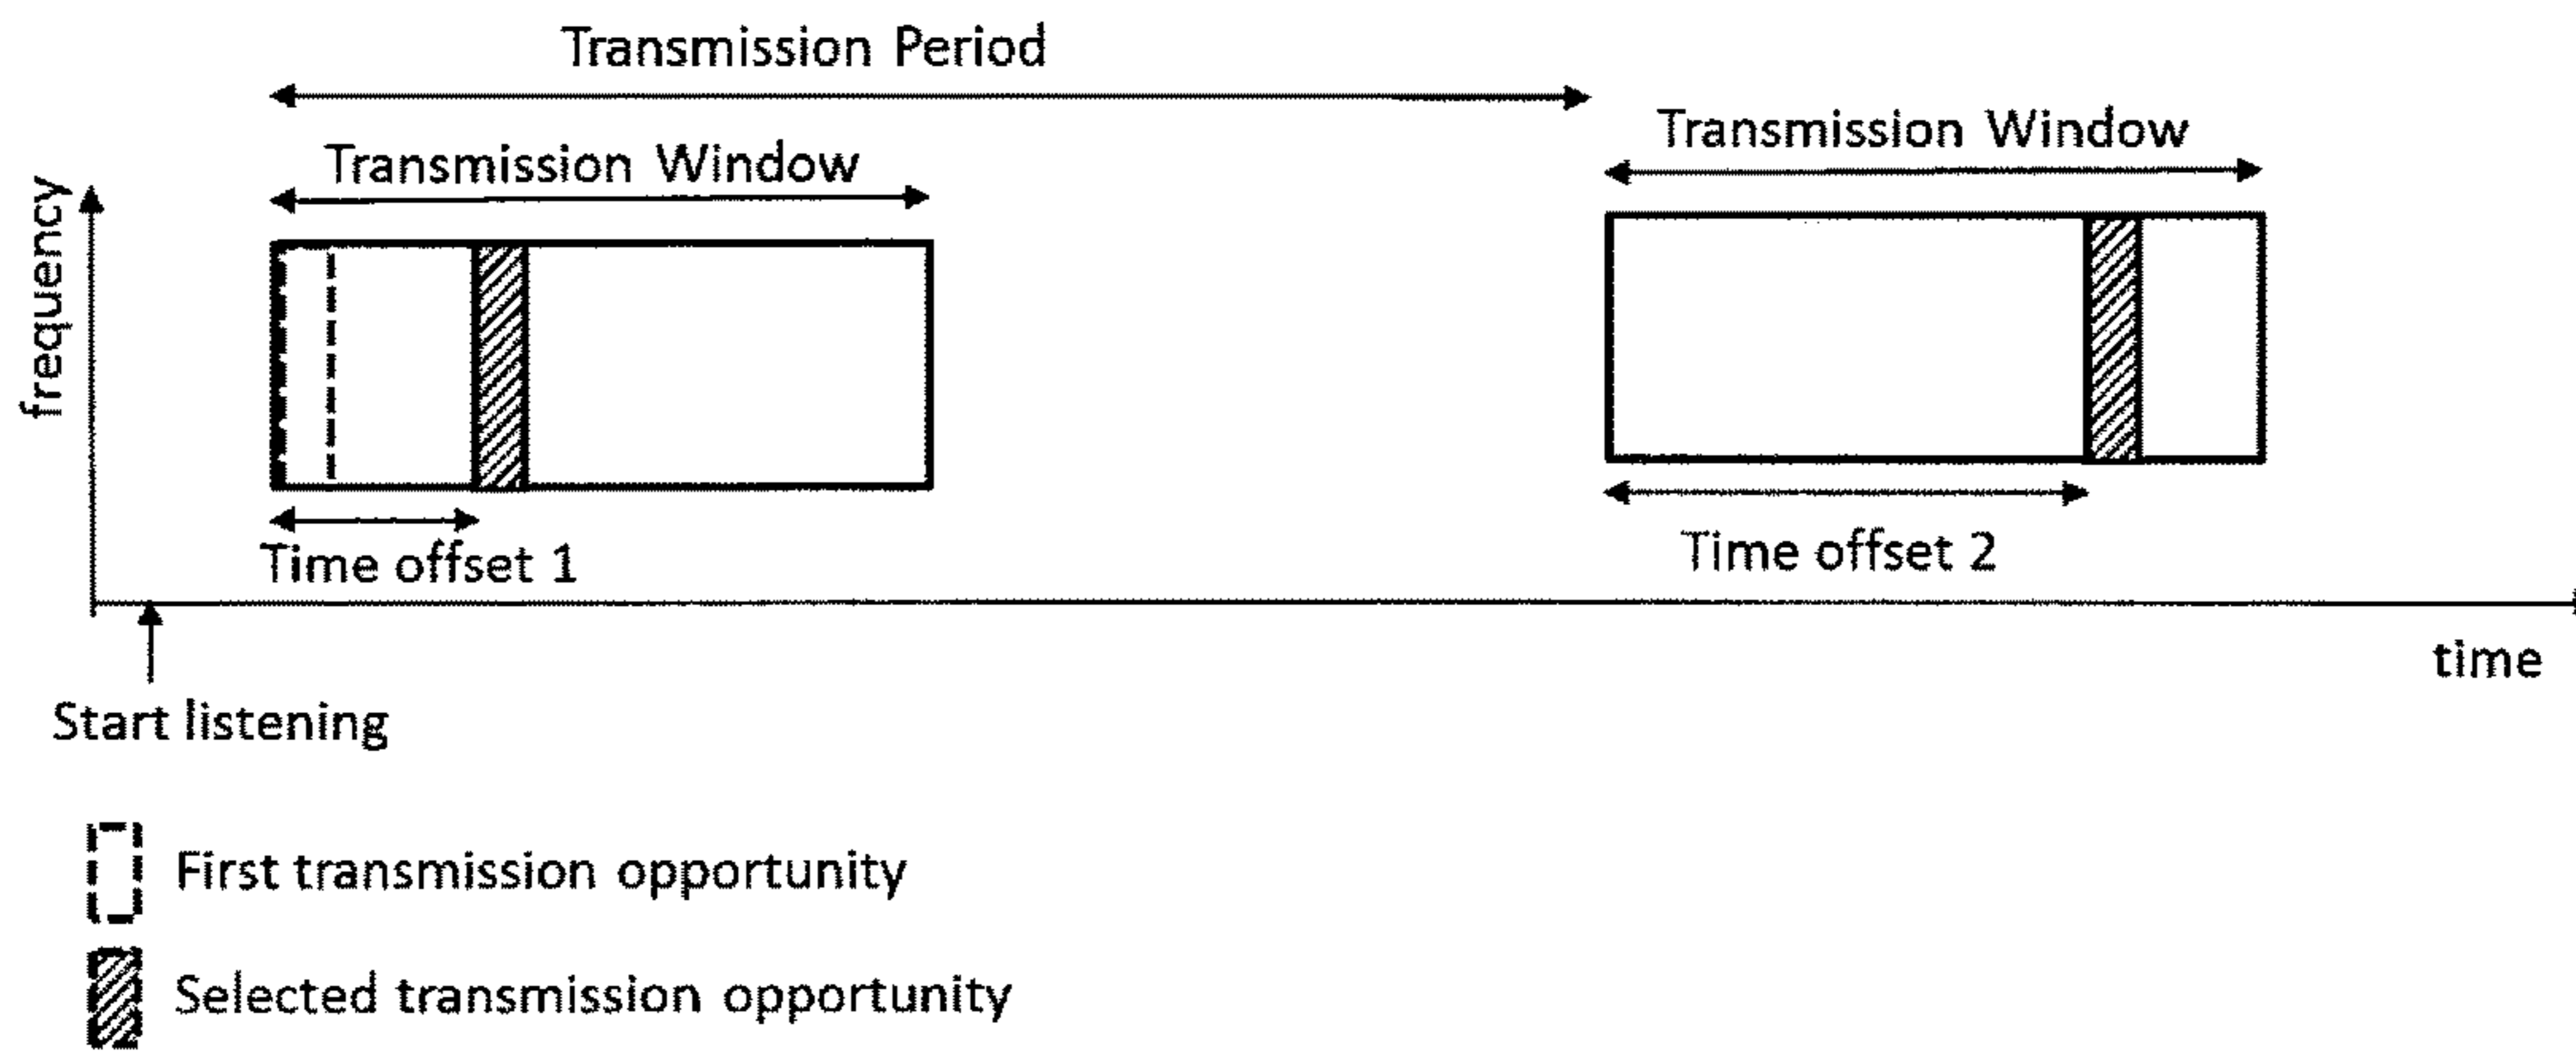 Transmission Period
Transmission Window
Transmission Window
frequency
Time offset 1
Time offset 2
time
Start listening
First transmission opportunity
Selected transmission opportunity